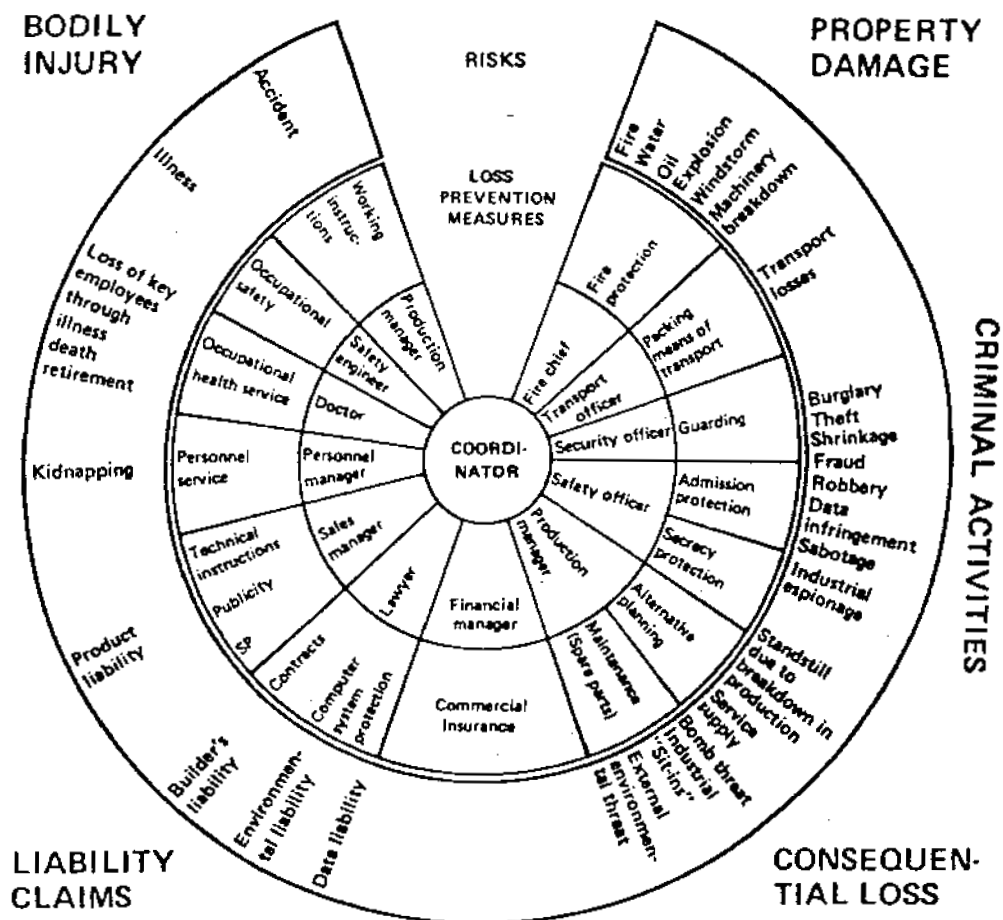 BODILY
INJURY
RISKS
PROPERTY
DAMAGE
LOSS
PREVENTION
MEASURES
Accident
Illness
Loss of key
employees
through
illness
death
retirement
Kidnapping
Product
liability
Builder's
liability
Environmen-
tal liability
Data liability
Fire
Water
Oil
Explosion
Windstorm
Machinery
breakdown
Transport
losses
CRIMINAL ACTIVITIES
Burglary
Theft
Shrinkage
Fraud
Robbery
Data
infringement
Sabotage
Industrial
espionage
Standstill
due to
breakdown in
production
Service
supply
Bomb threat
Industrial
"Sit-ins"
External
environmen-
tal threat
Working
instruc-
tions
Occupational
safety
Occupational
health service
Personnel
service
Technical
instructions
Publicity
SP
Contracts
Computer
system
protection
Commercial
Insurance
Maintenance
(Spare parts)
Alternative
planning
Secrecy
protection
Admission
protection
Guarding
Packing
means of
transport
Fire
protection
Production
manager
Safety
engineer
Doctor
Personnel
manager
Sales
manager
Lawyer
Financial
manager
Production
manager
Safety officer
Security officer
Transport
officer
Fire chief
COORDI-
NATOR
LIABILITY
CLAIMS
CONSEQUEN-
TIAL LOSS